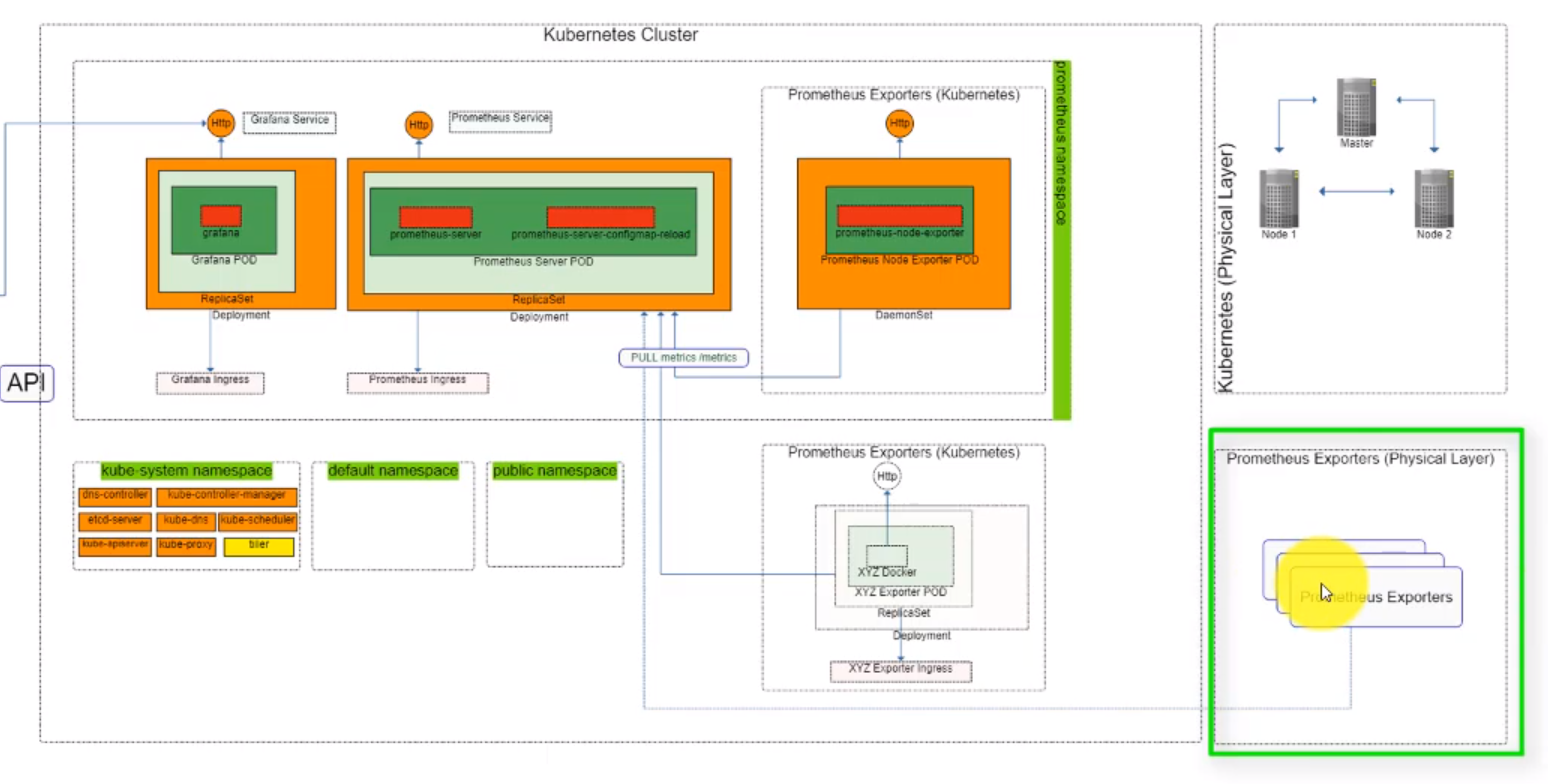 Kubernetes Cluster
prometheus namespace
Http
Grafana Service
grafana
Grafana POD
ReplicaSet
Deployment
Grafana Ingress
Http
Prometheus Service
prometheus-server
prometheus-server-configmap-reload
Prometheus Server POD
ReplicaSet
Deployment
Prometheus Ingress
PULL metrics /metrics
Prometheus Exporters (Kubernetes)
Http
prometheus-node-exporter
Prometheus Node Exporter POD
DaemonSet
API
kube-system namespace
dns-controller
kube-controller-manager
etcd-server
kube-dns
kube-scheduler
kube-apiserver
kube-proxy
tiler
default namespace
public namespace
Prometheus Exporters (Kubernetes)
Http
XYZ Docker
XYZ Exporter POD
ReplicaSet
Deployment
XYZ Exporter Ingress
Kubernetes (Physical Layer)
Master
Node 1
Node 2
Prometheus Exporters (Physical Layer)
Prometheus Exporters